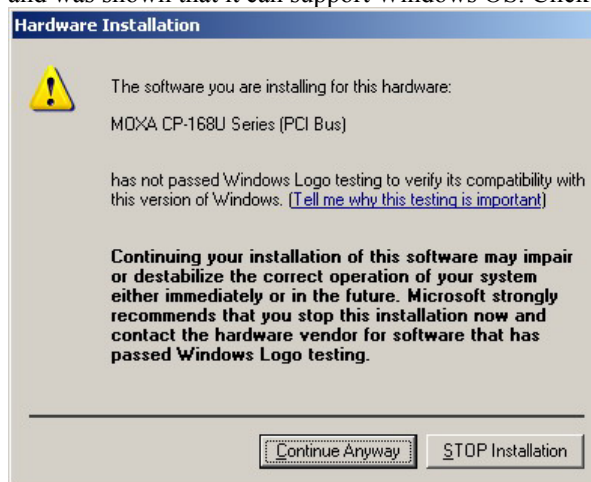 and was shown that it can support Windows OS. Click
Hardware Installation
The software you are installing for this hardware:
MOXA CP-168U Series (PCI Bus)
has not passed Windows Logo testing to verify its compatibility with
this version of Windows. (Tell me why this testing is important)
Continuing your installation of this software may impair
or destabilize the correct operation of your system
either immediately or in the future. Microsoft strongly
recommends that you stop this installation now and
contact the hardware vendor for software that has
passed Windows Logo testing.
Continue Anyway
STOP Installation